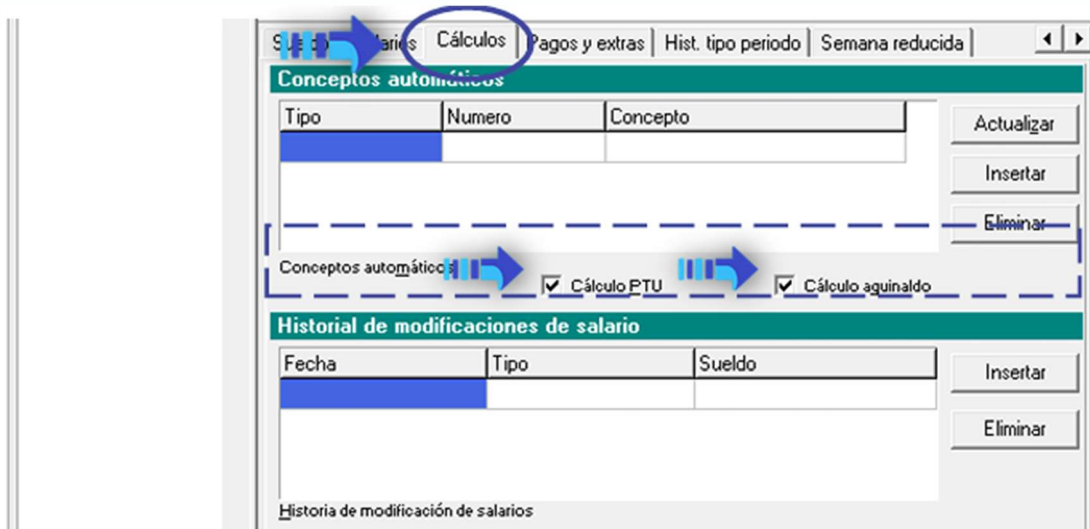 Cálculos Pagos y extras Hist. tipo periodo Semana reducida
Conceptos automáticos
Tipo Numero Concepto
Actualizar
Insertar
Eliminar
Conceptos automáticos
Cálculo PTU Cálculo aguinaldo
Historial de modificaciones de salario
Fecha Tipo Sueldo
Insertar
Eliminar
Historia de modificación de salarios